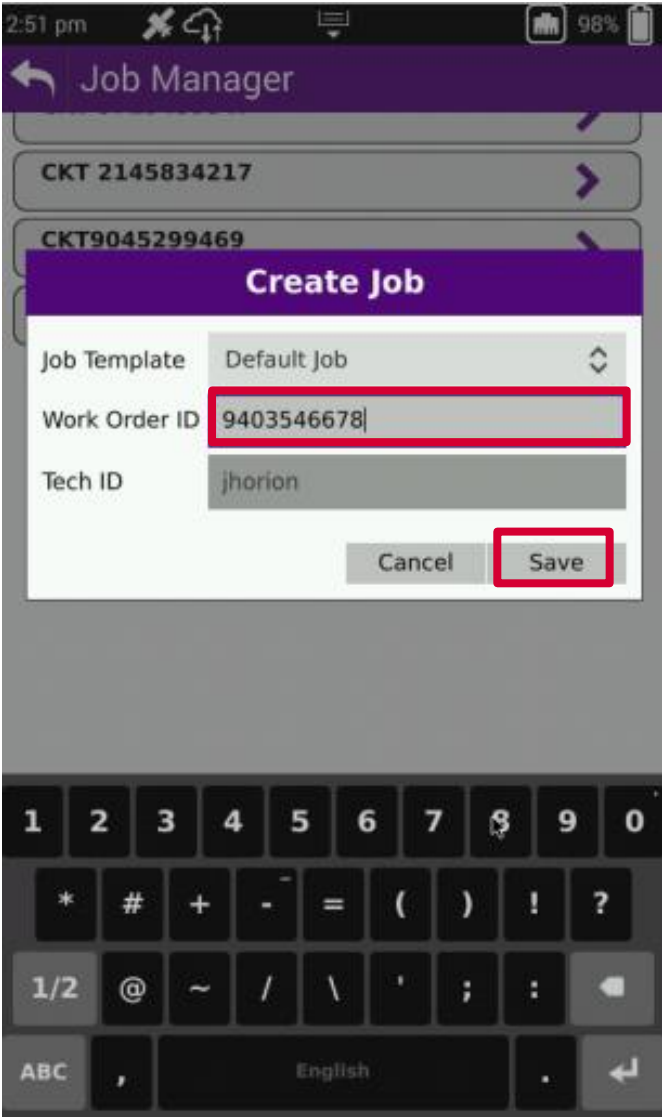 2:51 pm 98%
Job Manager
CKT 2145834217
CKT9045299469
Create Job
Job Template Default Job
Work Order ID 9403546678
Tech ID jhorion
Cancel Save
1 2 3 4 5 6 7 8 9 0
* # + - _ = ( ) ! ?
1/2 @ ~ / \ ' ; :
ABC , English .